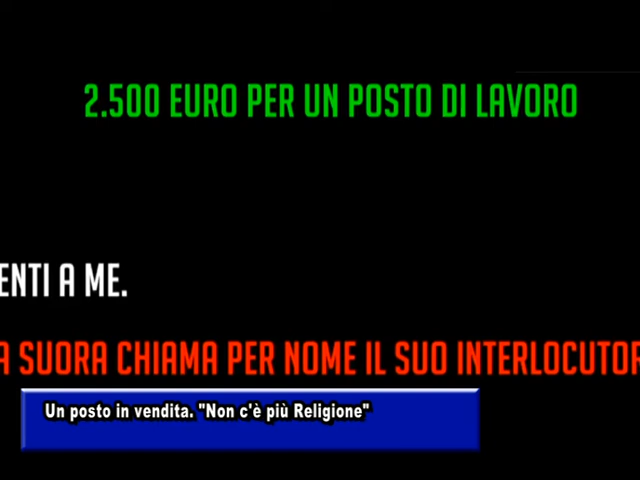 2.500 EURO PER UN POSTO DI LAVORO
ENTI A ME.
A SUORA CHIAMA PER NOME IL SUO INTERLOCUTOR
Un posto in vendita. "Non c'è più Religione"